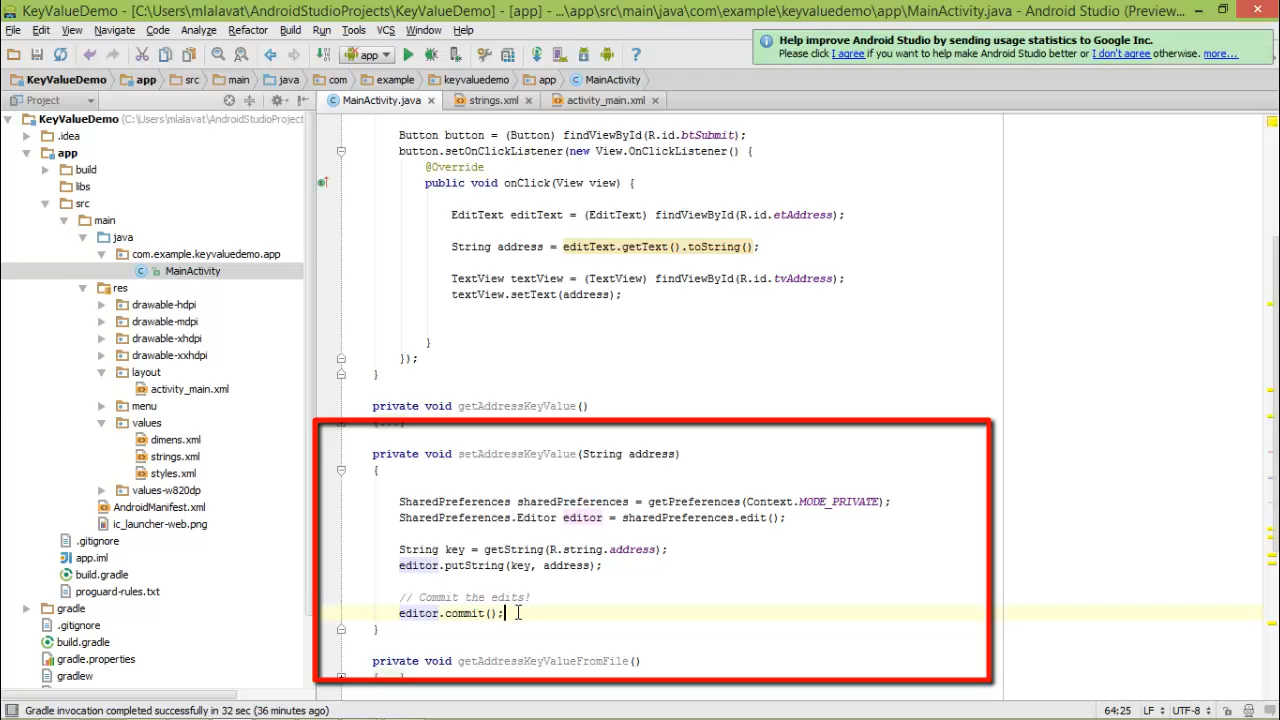 KeyValueDemo - [C:\Users\mlalavat\AndroidStudioProjects\KeyValueDemo] - [app] - ...\app\src\main\java\com\example\keyvaluedemo\app\MainActivity.java - Android Studio (Preview...
File Edit View Navigate Code Analyze Refactor Build Run Tools VCS Window Help
app
Help improve Android Studio by sending usage statistics to Google Inc.
Please click I agree if you want to help make Android Studio better or I don't agree otherwise. more...
KeyValueDemo app src main java com example keyvaluedemo app MainActivity
Project
MainActivity.java strings.xml activity_main.xml
KeyValueDemo (C:\Users\mlalavat\AndroidStudioProject
.idea
app
build
libs
src
main
java
com.example.keyvaluedemo.app
MainActivity
res
drawable-hdpi
drawable-mdpi
drawable-xhdpi
drawable-xxhdpi
layout
activity_main.xml
menu
values
dimens.xml
strings.xml
styles.xml
values-w820dp
AndroidManifest.xml
ic_launcher-web.png
.gitignore
app.iml
build.gradle
proguard-rules.txt
gradle
.gitignore
build.gradle
gradle.properties
gradlew
Button button = (Button) findViewById(R.id.btSubmit);
button.setOnClickListener(new View.OnClickListener() {
@Override
public void onClick(View view) {
EditText editText = (EditText) findViewById(R.id.etAddress);
String address = editText.getText().toString();
TextView textView = (TextView) findViewById(R.id.tvAddress);
textView.setText(address);
}
});
}
private void getAddressKeyValue()
{...}
private void setAddressKeyValue(String address)
{
SharedPreferences sharedPreferences = getPreferences(Context.MODE_PRIVATE);
SharedPreferences.Editor editor = sharedPreferences.edit();
String key = getString(R.string.address);
editor.putString(key, address);
// Commit the edits!
editor.commit();
}
private void getAddressKeyValueFromFile()
Gradle invocation completed successfully in 32 sec (36 minutes ago)
64:25 LF UTF-8